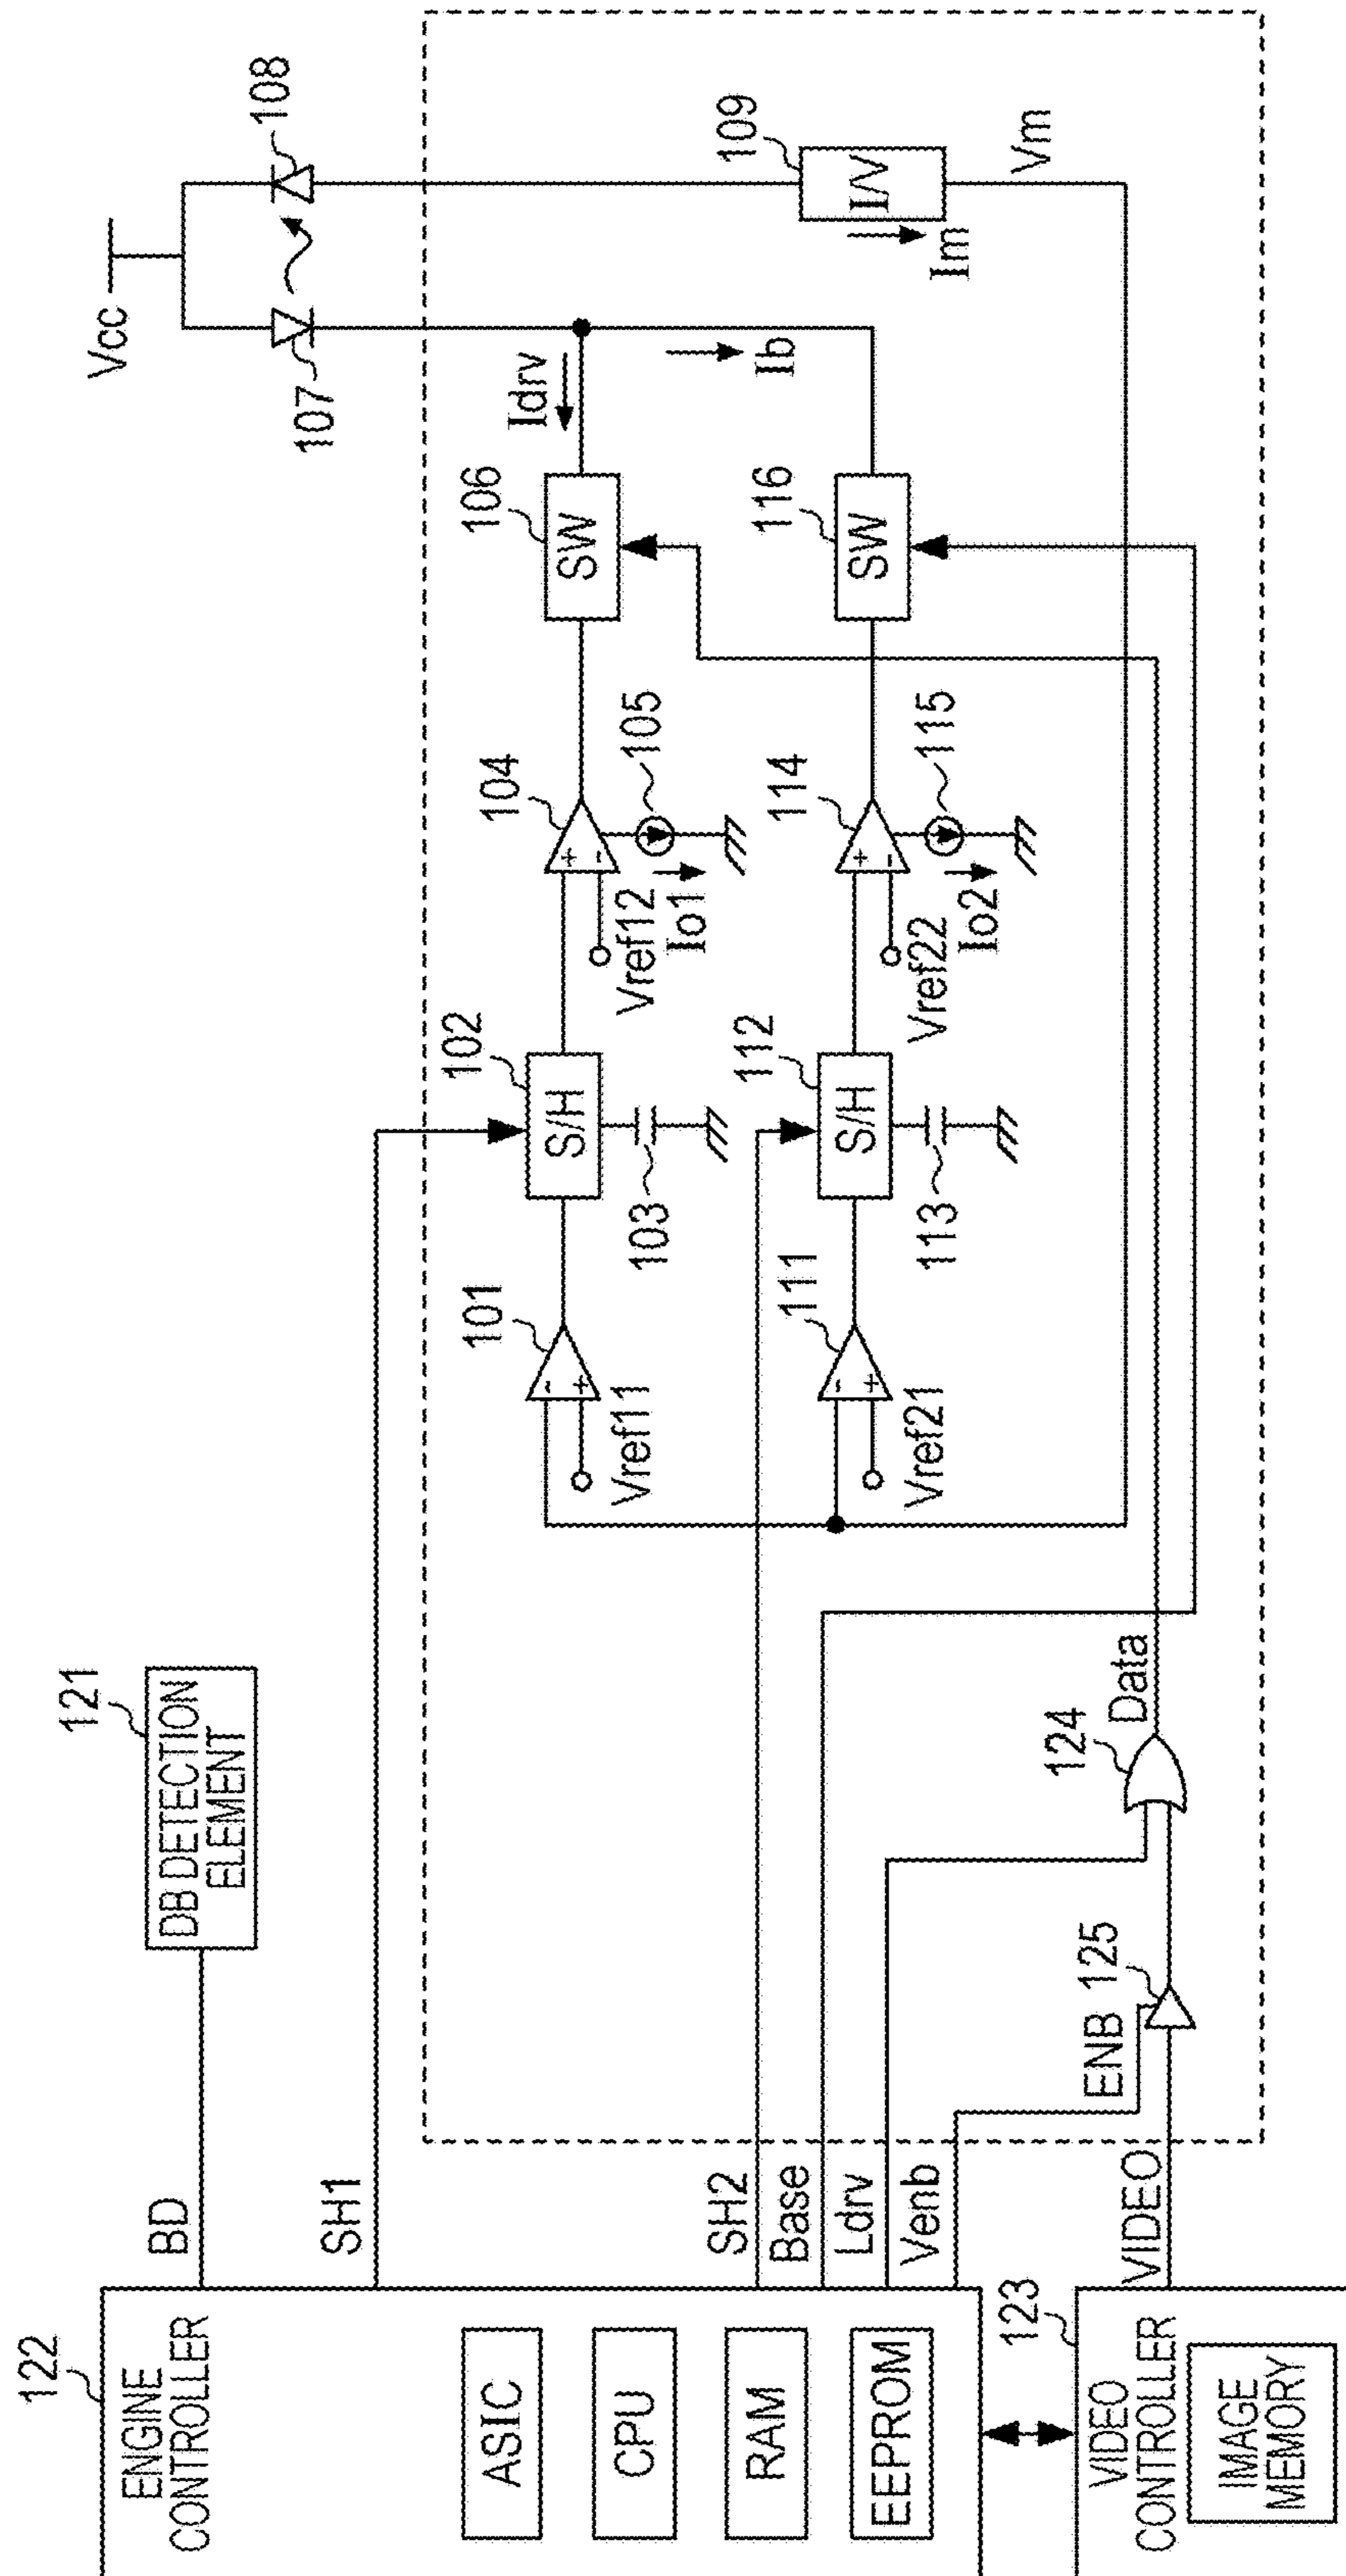 122
ENGINE
CONTROLLER
ASIC
CPU
RAM
EEPROM
BD
121
DB DETECTION
ELEMENT
SH1
SH2
Base
Ldrv
Venb
123
VIDEO
CONTROLLER
IMAGE
MEMORY
VIDEO
ENB
125
124
Data
101
-
+
Vref11
102
S/H
103
104
+
-
Vref12
105
Io1
106
SW
Idrv
111
-
+
Vref21
112
S/H
113
114
+
-
Vref22
115
Io2
116
SW
Ib
Vcc
107
108
109
I/V
Im
Vm